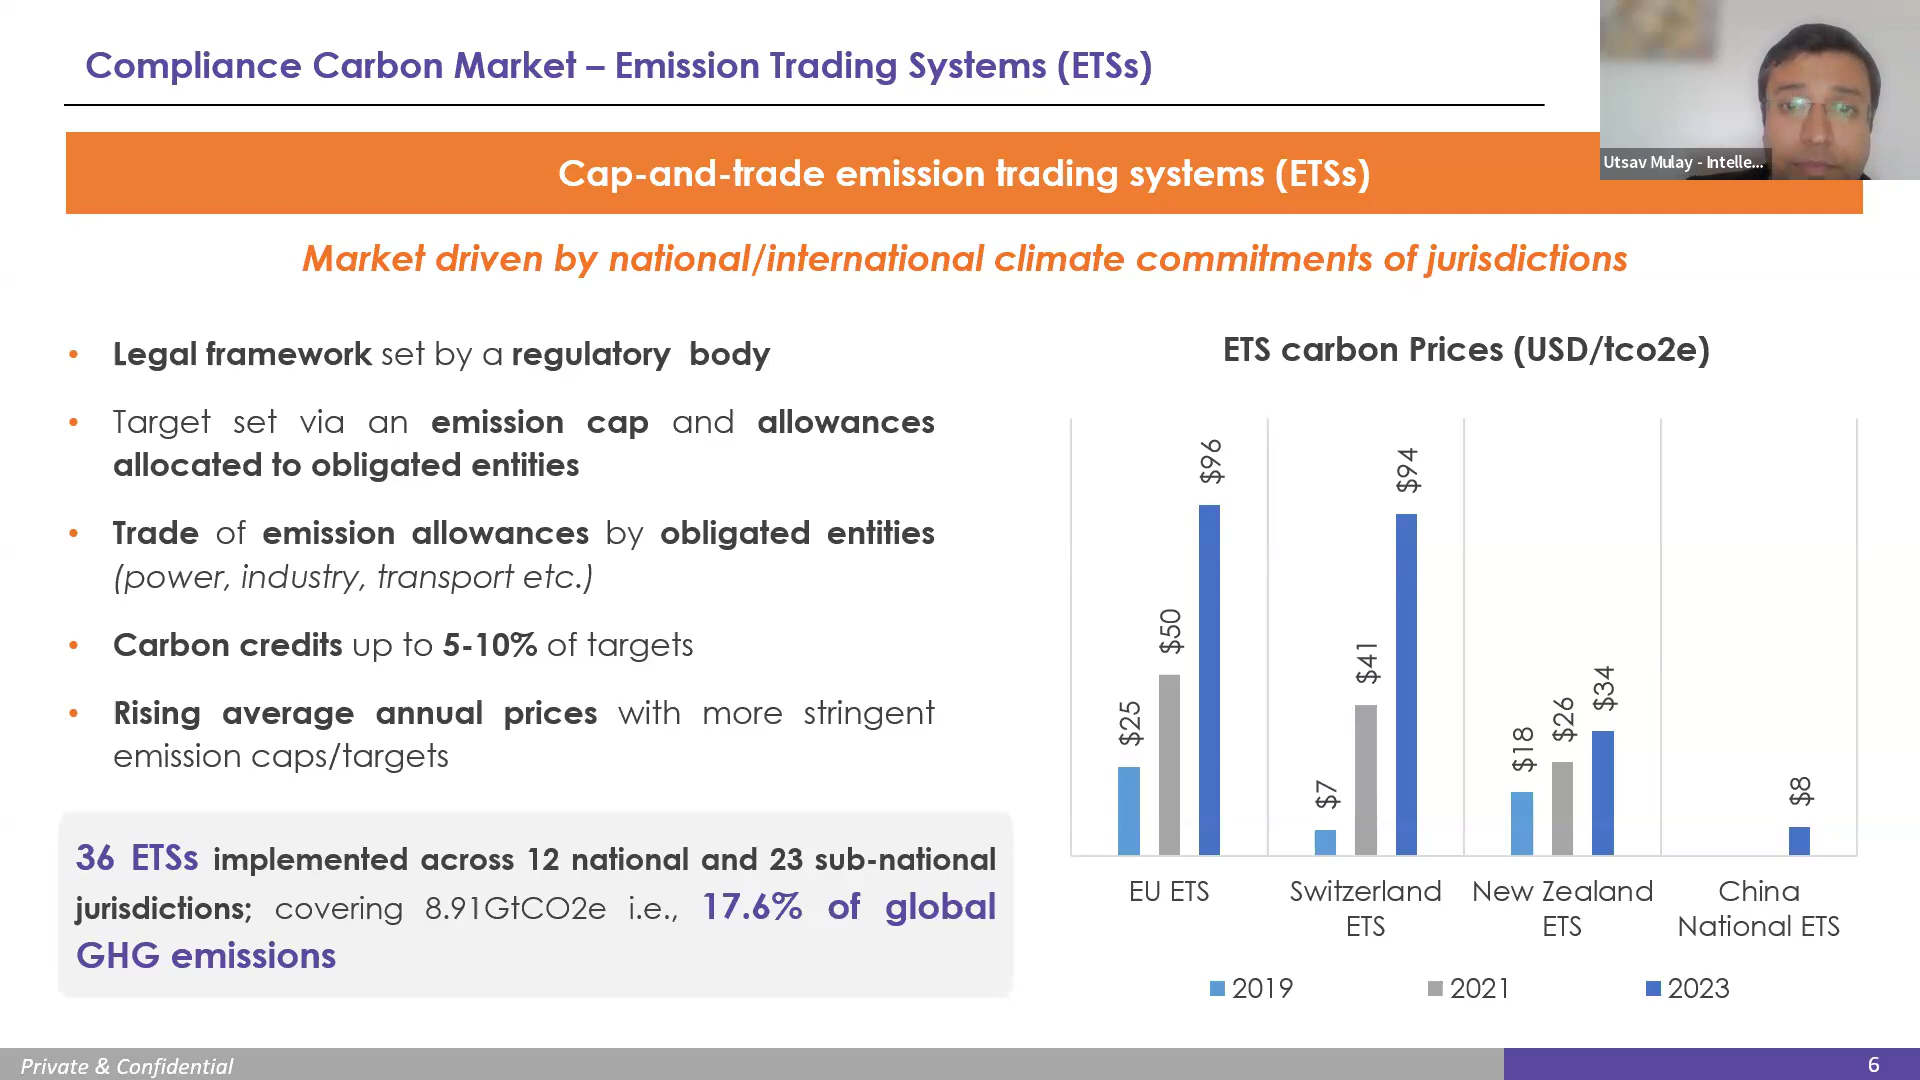 Compliance Carbon Market – Emission Trading Systems (ETSs)
Utsav Mulay - Intelle...
Cap-and-trade emission trading systems (ETSs)
Market driven by national/international climate commitments of jurisdictions
• Legal framework set by a regulatory body
• Target set via an emission cap and allowances
allocated to obligated entities
• Trade of emission allowances by obligated entities
(power, industry, transport etc.)
• Carbon credits up to 5-10% of targets
• Rising average annual prices with more stringent
emission caps/targets
36 ETSs implemented across 12 national and 23 sub-national
jurisdictions; covering 8.91GtCO2e i.e., 17.6% of global
GHG emissions
ETS carbon Prices (USD/tco2e)
$25 $50 $96
$7 $41 $94
$18 $26 $34
$8
EU ETS
Switzerland
ETS
New Zealand
ETS
China
National ETS
2019 2021 2023
Private & Confidential
6